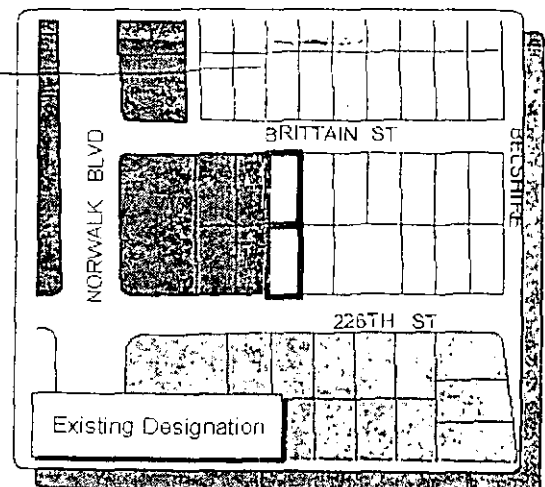 BRITTAIN ST
NORWALK BLVD
BELSHIRE
226TH ST
Existing Designation